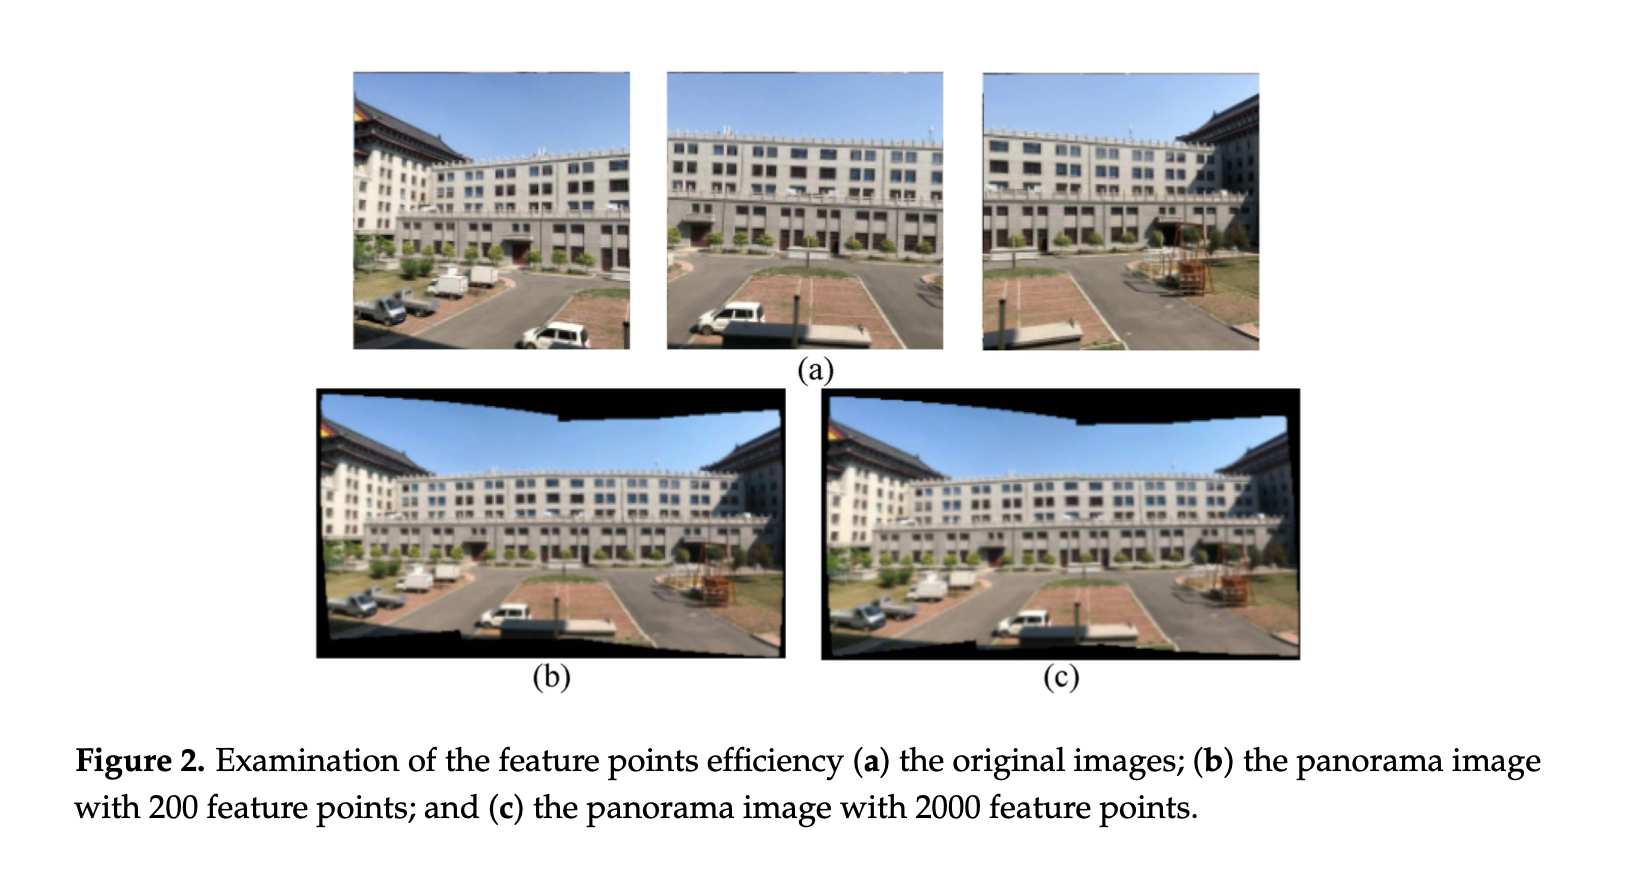 (a)
(b)
(c)
Figure 2. Examination of the feature points efficiency (a) the original images; (b) the panorama image
with 200 feature points; and (c) the panorama image with 2000 feature points.